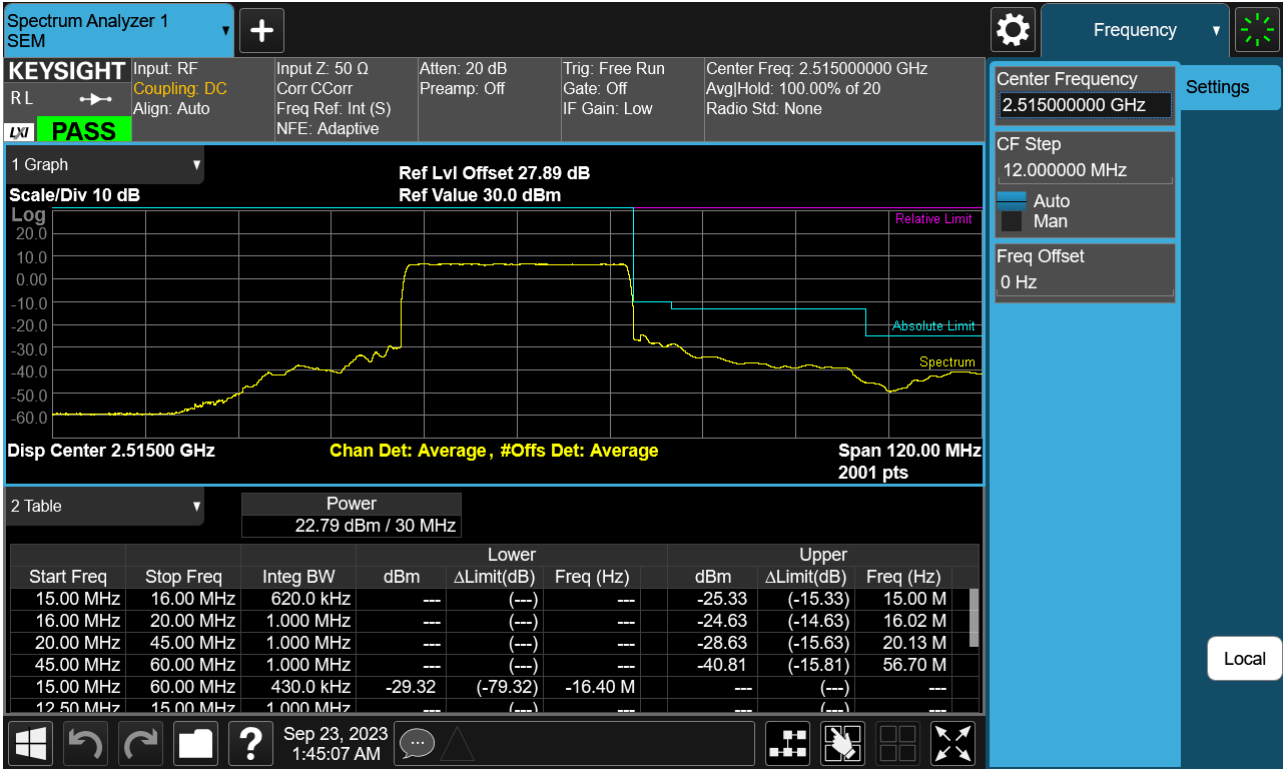 Spectrum Analyzer 1
SEM
Frequency
KEYSIGHT
R L
LXI
PASS
Input: RF
Coupling: DC
Align: Auto
Input Z: 50 Ω
Corr CCorr
Freq Ref: Int (S)
NFE: Adaptive
Atten: 20 dB
Preamp: Off
Trig: Free Run
Gate: Off
IF Gain: Low
Center Freq: 2.515000000 GHz
Avg|Hold: 100.00% of 20
Radio Std: None
Center Frequency
2.515000000 GHz
Settings
CF Step
12.000000 MHz
Auto
Man
Freq Offset
0 Hz
Local
1 Graph
Scale/Div 10 dB
Ref Lvl Offset 27.89 dB
Ref Value 30.0 dBm
Log
20.0
10.0
0.00
-10.0
-20.0
-30.0
-40.0
-50.0
-60.0
Relative Limit
Absolute Limit
Spectrum
Disp Center 2.51500 GHz
Chan Det: Average, #Offs Det: Average
Span 120.00 MHz
2001 pts
2 Table
Power
22.79 dBm / 30 MHz
Lower Upper
Start Freq Stop Freq Integ BW dBm ΔLimit(dB) Freq (Hz) dBm ΔLimit(dB) Freq (Hz)
15.00 MHz 16.00 MHz 620.0 kHz --- (---) --- -25.33 (-15.33) 15.00 M
16.00 MHz 20.00 MHz 1.000 MHz --- (---) --- -24.63 (-14.63) 16.02 M
20.00 MHz 45.00 MHz 1.000 MHz --- (---) --- -28.63 (-15.63) 20.13 M
45.00 MHz 60.00 MHz 1.000 MHz --- (---) --- -40.81 (-15.81) 56.70 M
15.00 MHz 60.00 MHz 430.0 kHz -29.32 (-79.32) -16.40 M --- (---) ---
12.50 MHz 15.00 MHz 1.000 MHz --- (---) --- --- (---) ---
?
Sep 23, 2023
1:45:07 AM